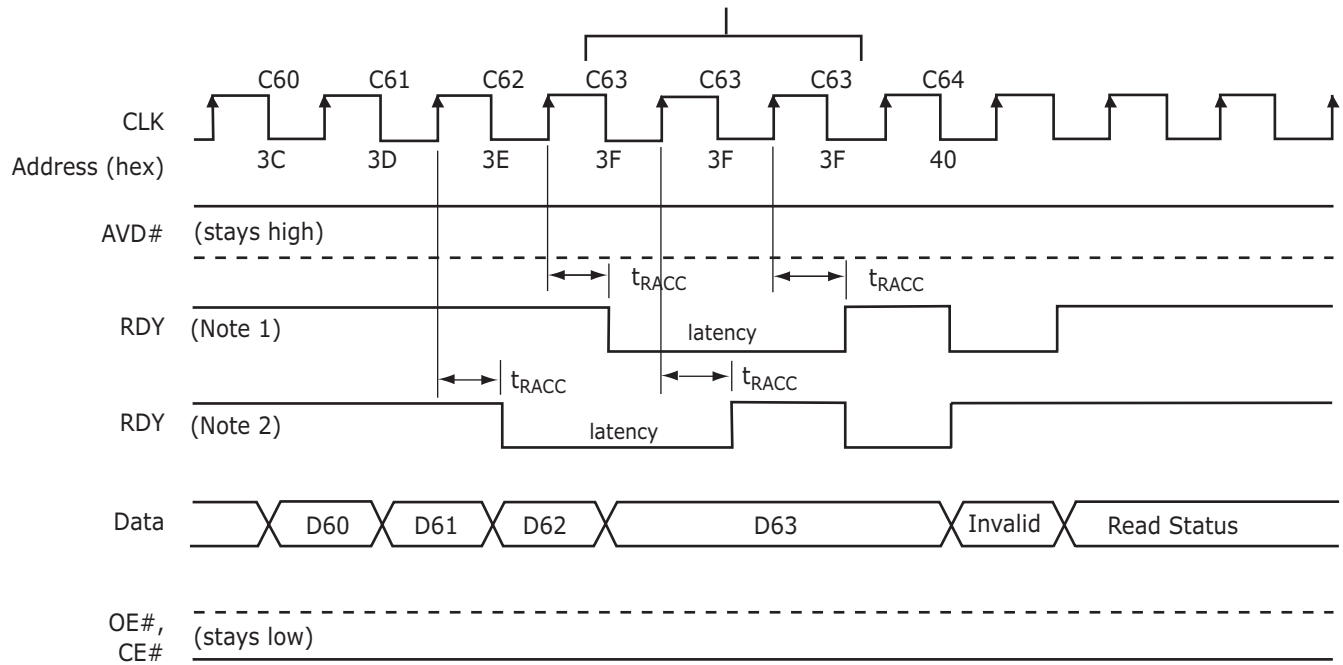 C60 C61 C62 C63 C63 C63 C64
CLK
Address (hex) 3C 3D 3E 3F 3F 3F 40
AVD# (stays high)
tRACC tRACC
RDY (Note 1) latency
tRACC tRACC
RDY (Note 2) latency
Data D60 D61 D62 D63 Invalid Read Status
OE#,
CE# (stays low)